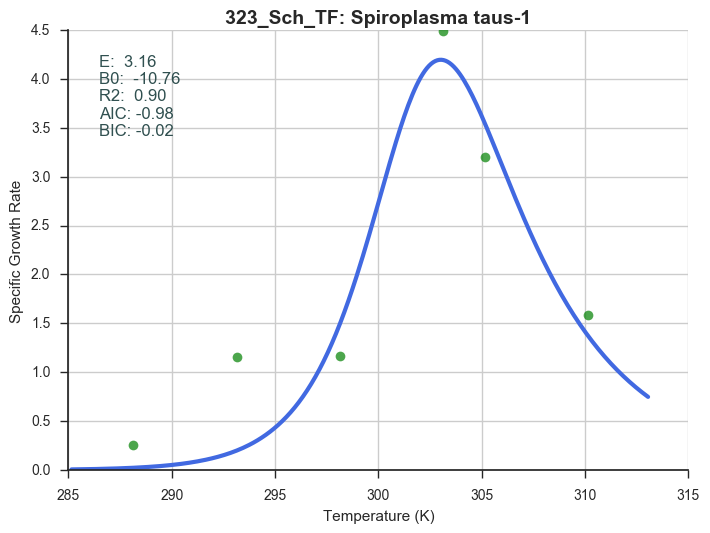 323_Sch_TF: Spiroplasma taus-1
E:  3.16
B0:  -10.76
R2:  0.90
AIC: -0.98
BIC: -0.02
4.5
4.0
3.5
3.0
2.5
2.0
1.5
1.0
0.5
0.0
Specific Growth Rate
285 290 295 300 305 310 315
Temperature (K)